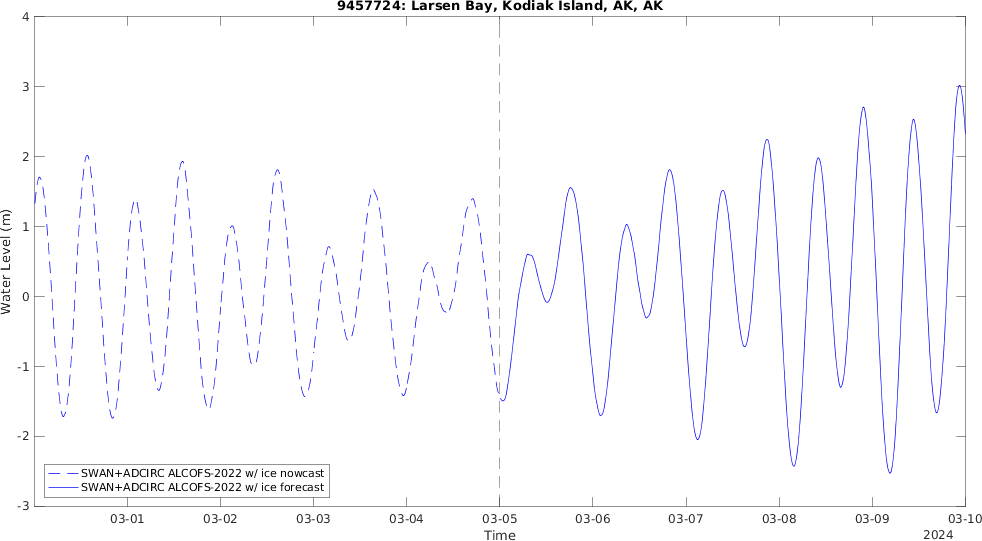 9457724: Larsen Bay, Kodiak Island, AK, AK
4
3
2
1
0
-1
-2
-3
Water Level (m)
SWAN+ADCIRC ALCOFS-2022 w/ ice nowcast
SWAN+ADCIRC ALCOFS-2022 w/ ice forecast
03-01 03-02 03-03 03-04 03-05 03-06 03-07 03-08 03-09 03-10
Time
2024